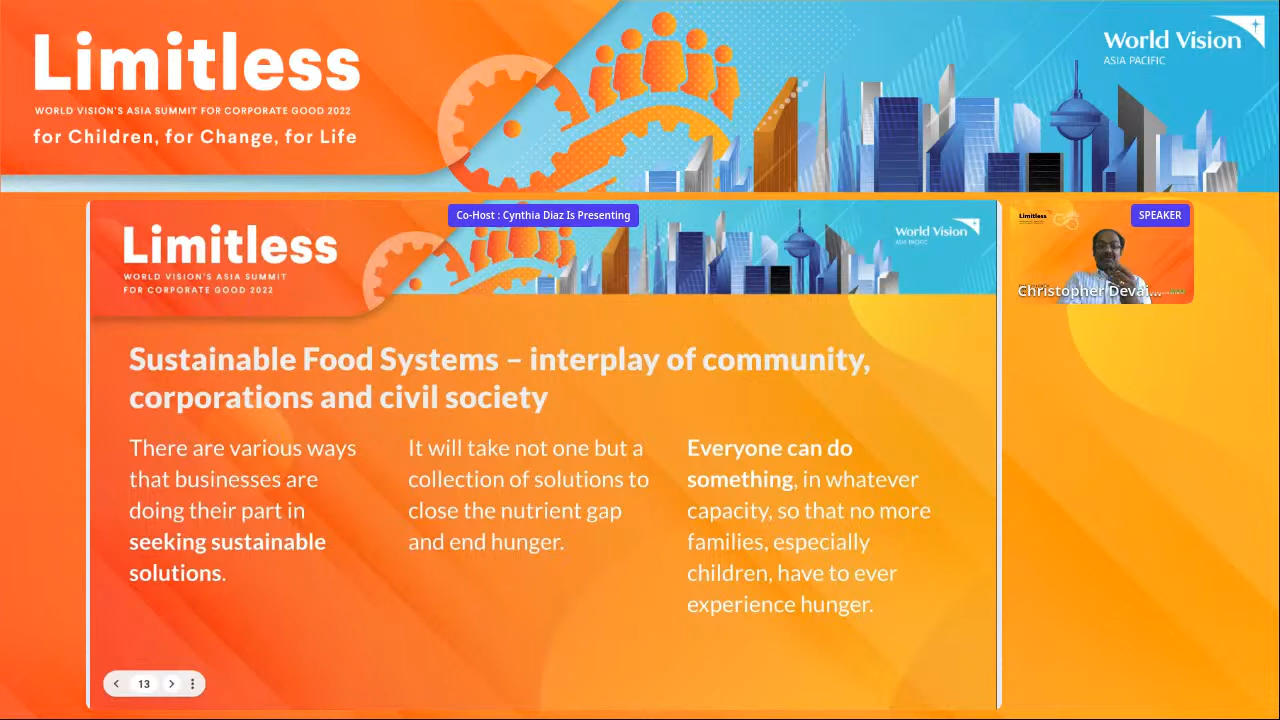 Limitless
WORLD VISION'S ASIA SUMMIT FOR CORPORATE GOOD 2022
for Children, for Change, for Life
World Vision
ASIA PACIFIC
Co-Host : Cynthia Diaz Is Presenting
Limitless
WORLD VISION'S ASIA SUMMIT
FOR CORPORATE GOOD 2022
World Vision
ASIA PACIFIC
SPEAKER
Limitless
Christopher Devai...
Sustainable Food Systems – interplay of community,
corporations and civil society
There are various ways
that businesses are
doing their part in
seeking sustainable
solutions.
It will take not one but a
collection of solutions to
close the nutrient gap
and end hunger.
Everyone can do
something, in whatever
capacity, so that no more
families, especially
children, have to ever
experience hunger.
13